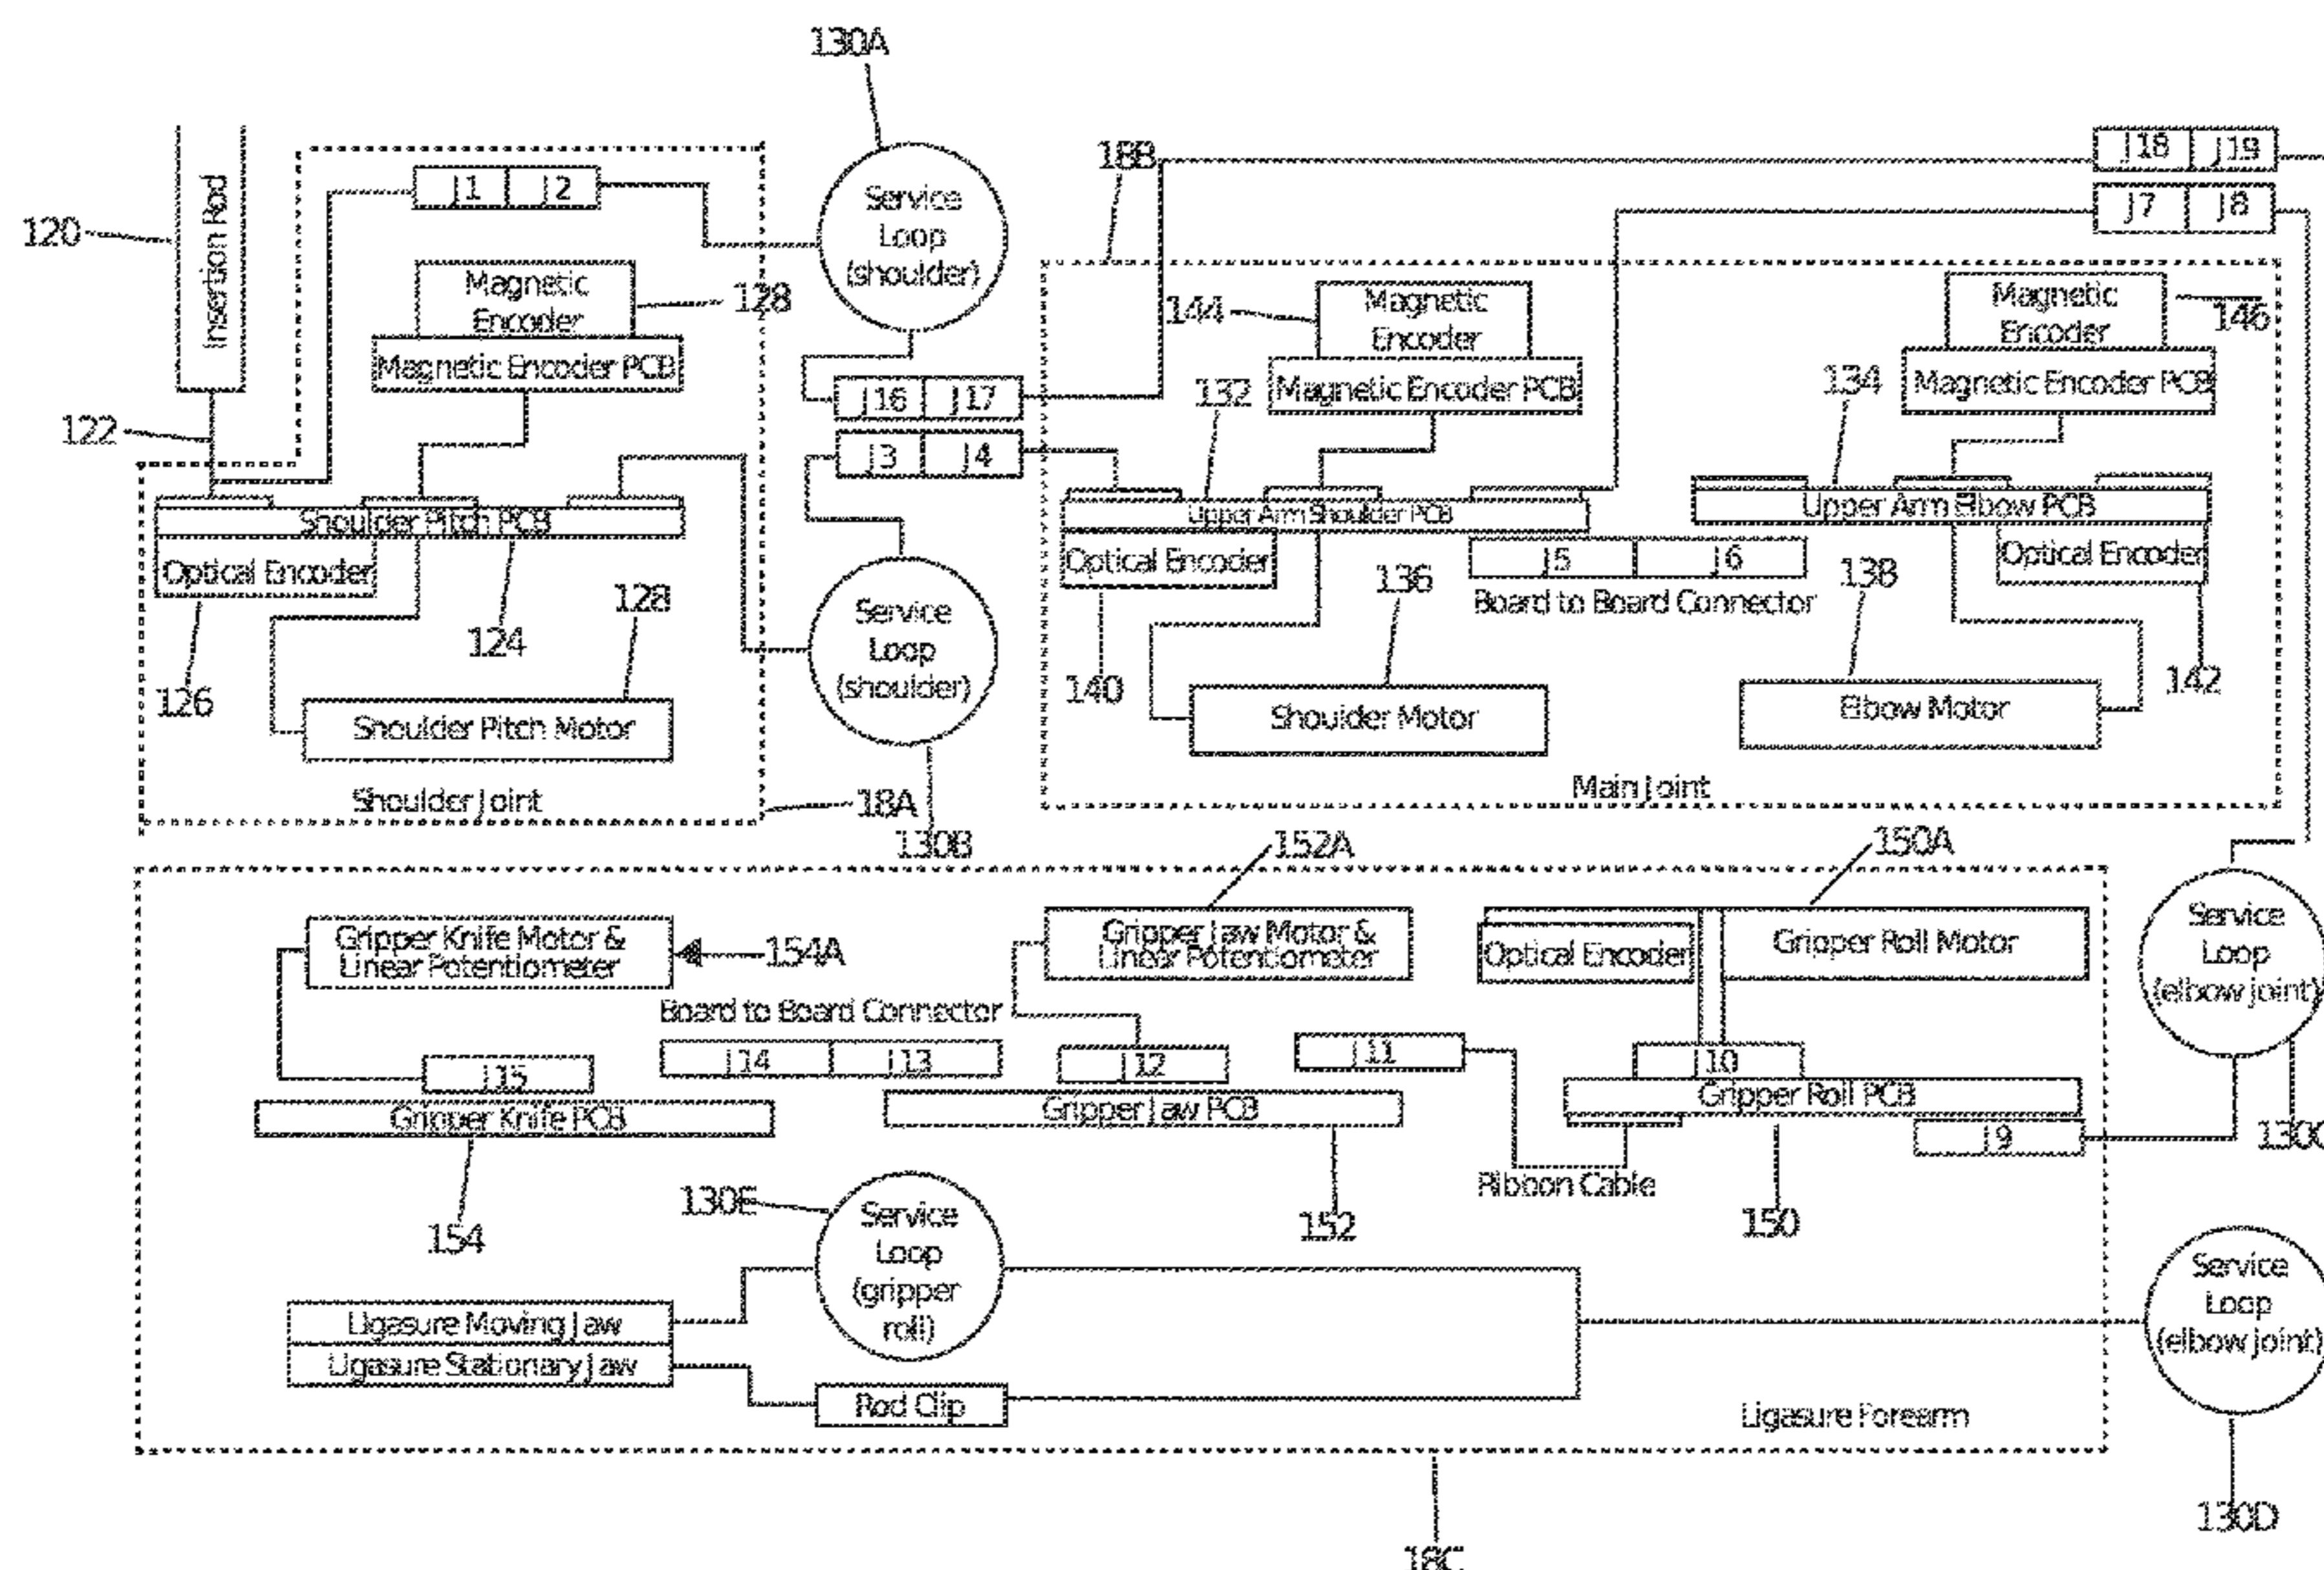 130A
18B
J18 J19
J1 J2
Service
Loop
(shoulder)
J7 J8
120
Insertion Rod
Magnetic
Encoder
128
144
Magnetic
Encoder
Magnetic
Encoder
146
Magnetic Encoder PCB
Magnetic Encoder PCB
Magnetic Encoder PCB
132
134
J16 J17
122
J3 J4
Shoulder Pitch PCB
Upper Arm Shoulder PCB
Upper Arm Elbow PCB
Optical Encoder
Optical Encoder
J5 J6
Optical Encoder
128
136
138
Board to Board Connector
Service
Loop
(shoulder)
124
126
140
142
Shoulder Pitch Motor
Shoulder Motor
Elbow Motor
Shoulder Joint
18A
Main Joint
130B
152A
150A
Gripper Knife Motor &
Linear Potentiometer
154A
Gripper Jaw Motor &
Linear Potentiometer
Optical Encoder
Gripper Roll Motor
Service
Loop
(elbow joint)
Board to Board Connector
J14 J13
J12
J11
J10
J15
Gripper Knife PCB
Gripper Jaw PCB
Gripper Roll PCB
J9
130C
Ribbon Cable
154
130E
Service
Loop
(gripper
roll)
152
150
Service
Loop
(elbow joint)
Ligasure Moving Jaw
Ligasure Stationary Jaw
Rod Clip
Ligasure Forearm
130D
18C